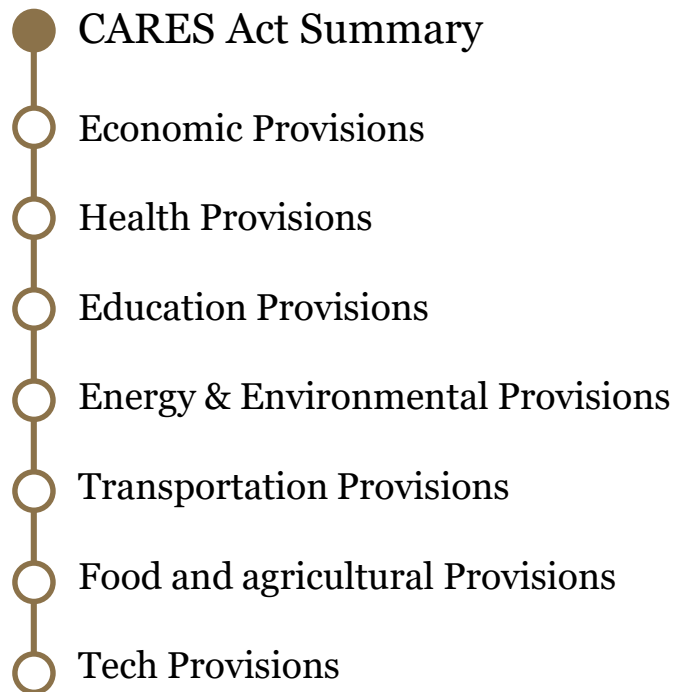 CARES Act Summary
Economic Provisions
Health Provisions
Education Provisions
Energy & Environmental Provisions
Transportation Provisions
Food and agricultural Provisions
Tech Provisions